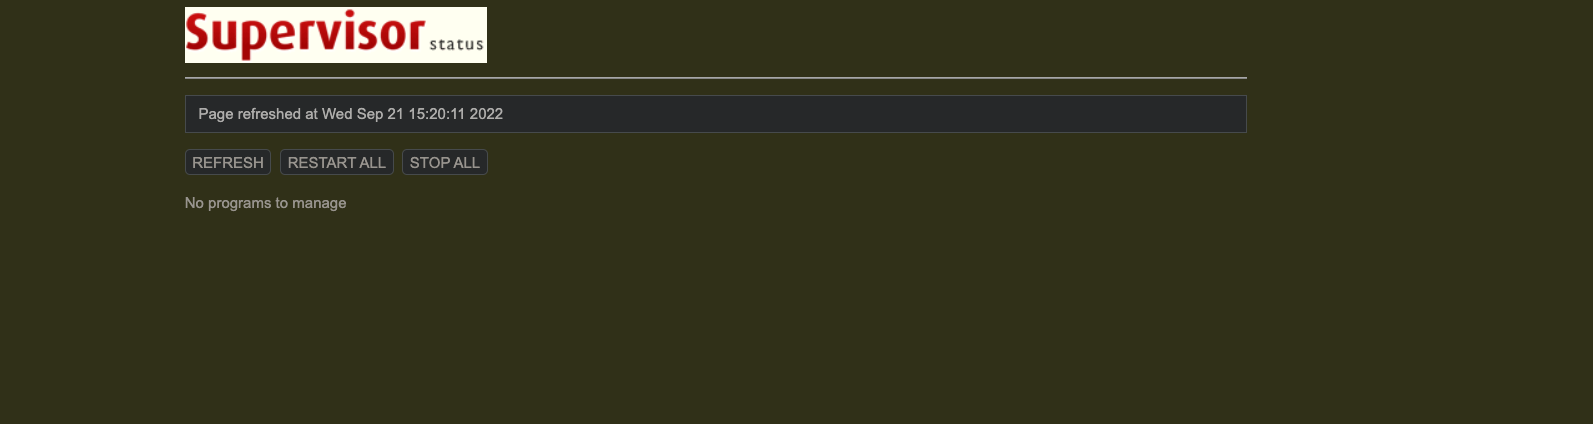 Supervisor status
Page refreshed at Wed Sep 21 15:20:11 2022
REFRESH RESTART ALL STOP ALL
No programs to manage